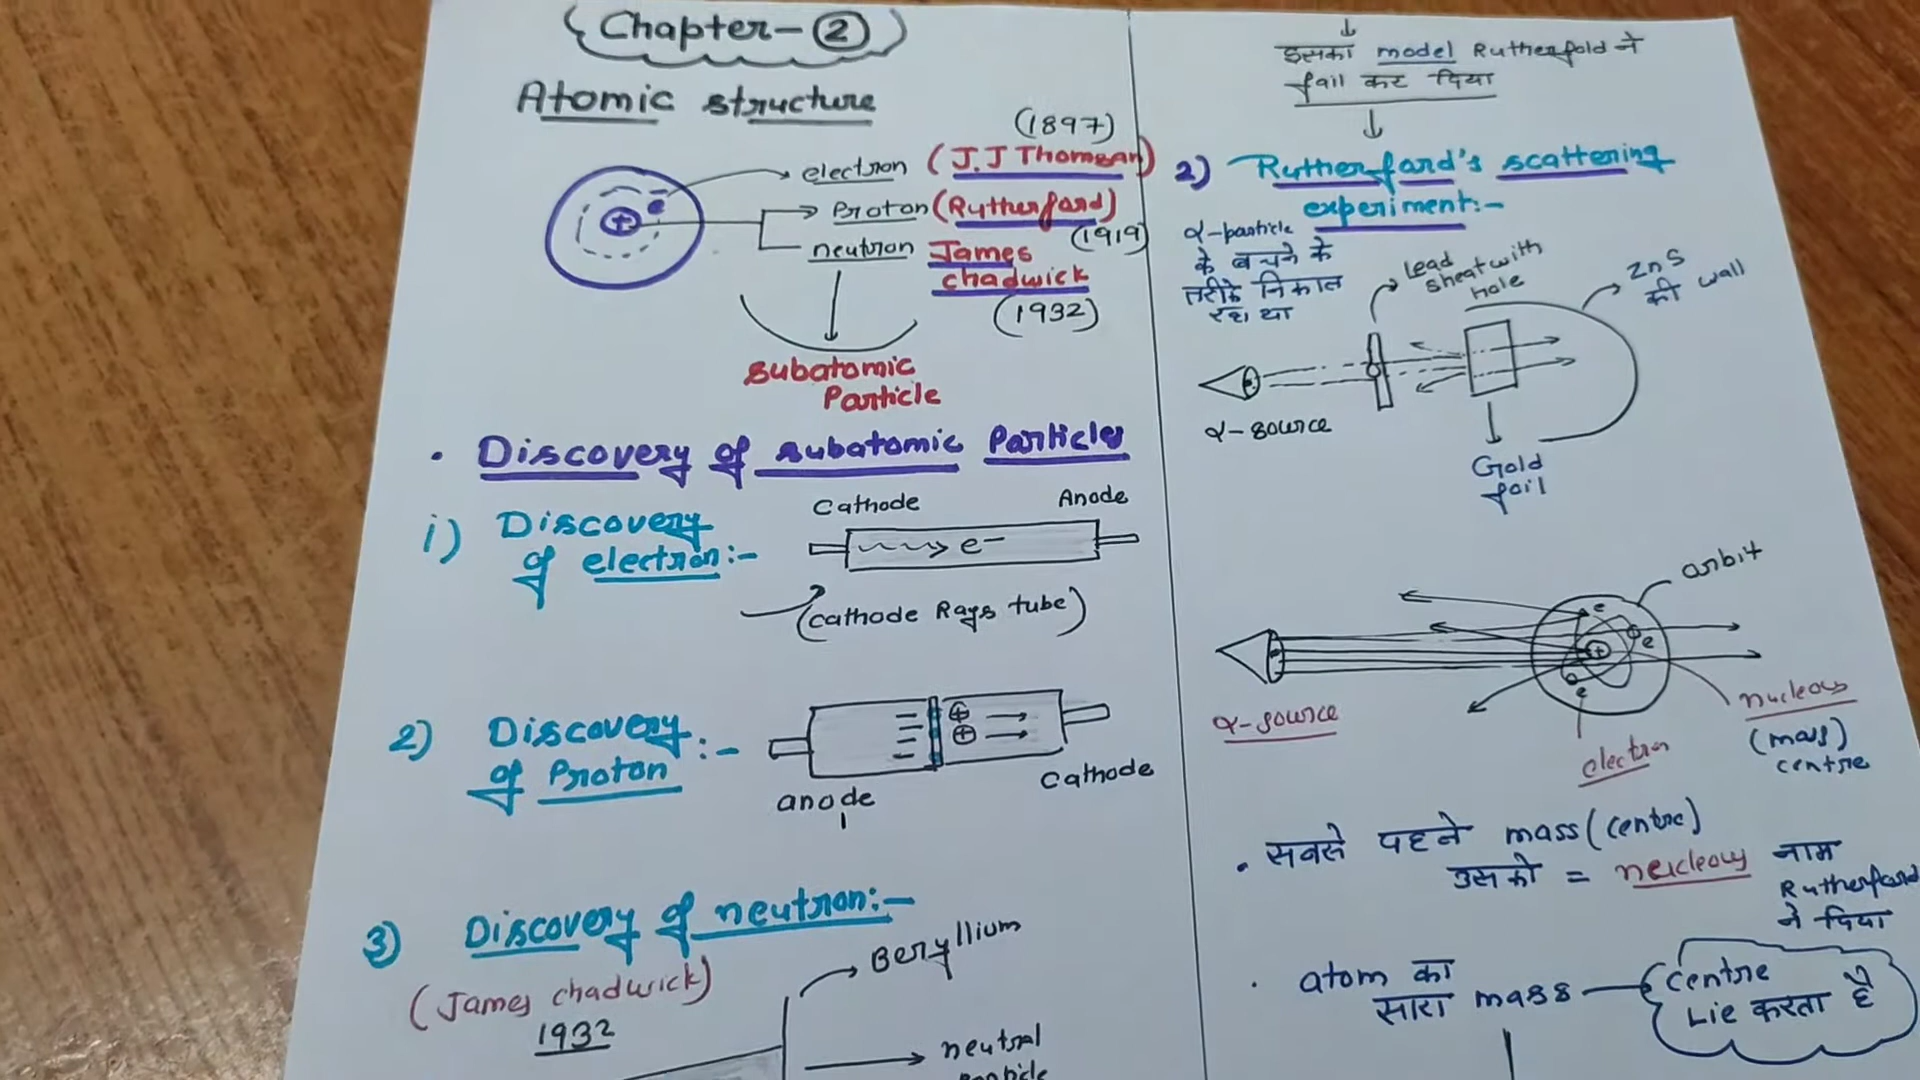 Chapter-2
Atomic structure
(1897)
electron (J.J Thomson)
Proton (Rutherford)
(1919)
neutron James
chadwick
(1932)
subatomic
Particle
• Discovery of subatomic Particles
1) Discovery
of electron:-
Cathode Anode
e-
(cathode Rays tube)
2) Discovery
of Proton :-
anode
Cathode
3) Discovery of neutron:-
(James chadwick)
1932
Beryllium
neutral
इसका model Rutherfold ने
fail कर दिया
2) Rutherford's scattering
experiment:-
α-particle
के बचने के
तरीके निकाल
रहा था
Lead
sheat with
hole
ZnS
की wall
α-source
Gold
foil
orbit
e
e
e
α-source
electron
nucleous
(mass)
centre
• सबसे पहने mass (centre)
उसको = neucleous नाम
Rutherford
ने दिया
• atom का
सारा mass
centre
Lie करता है